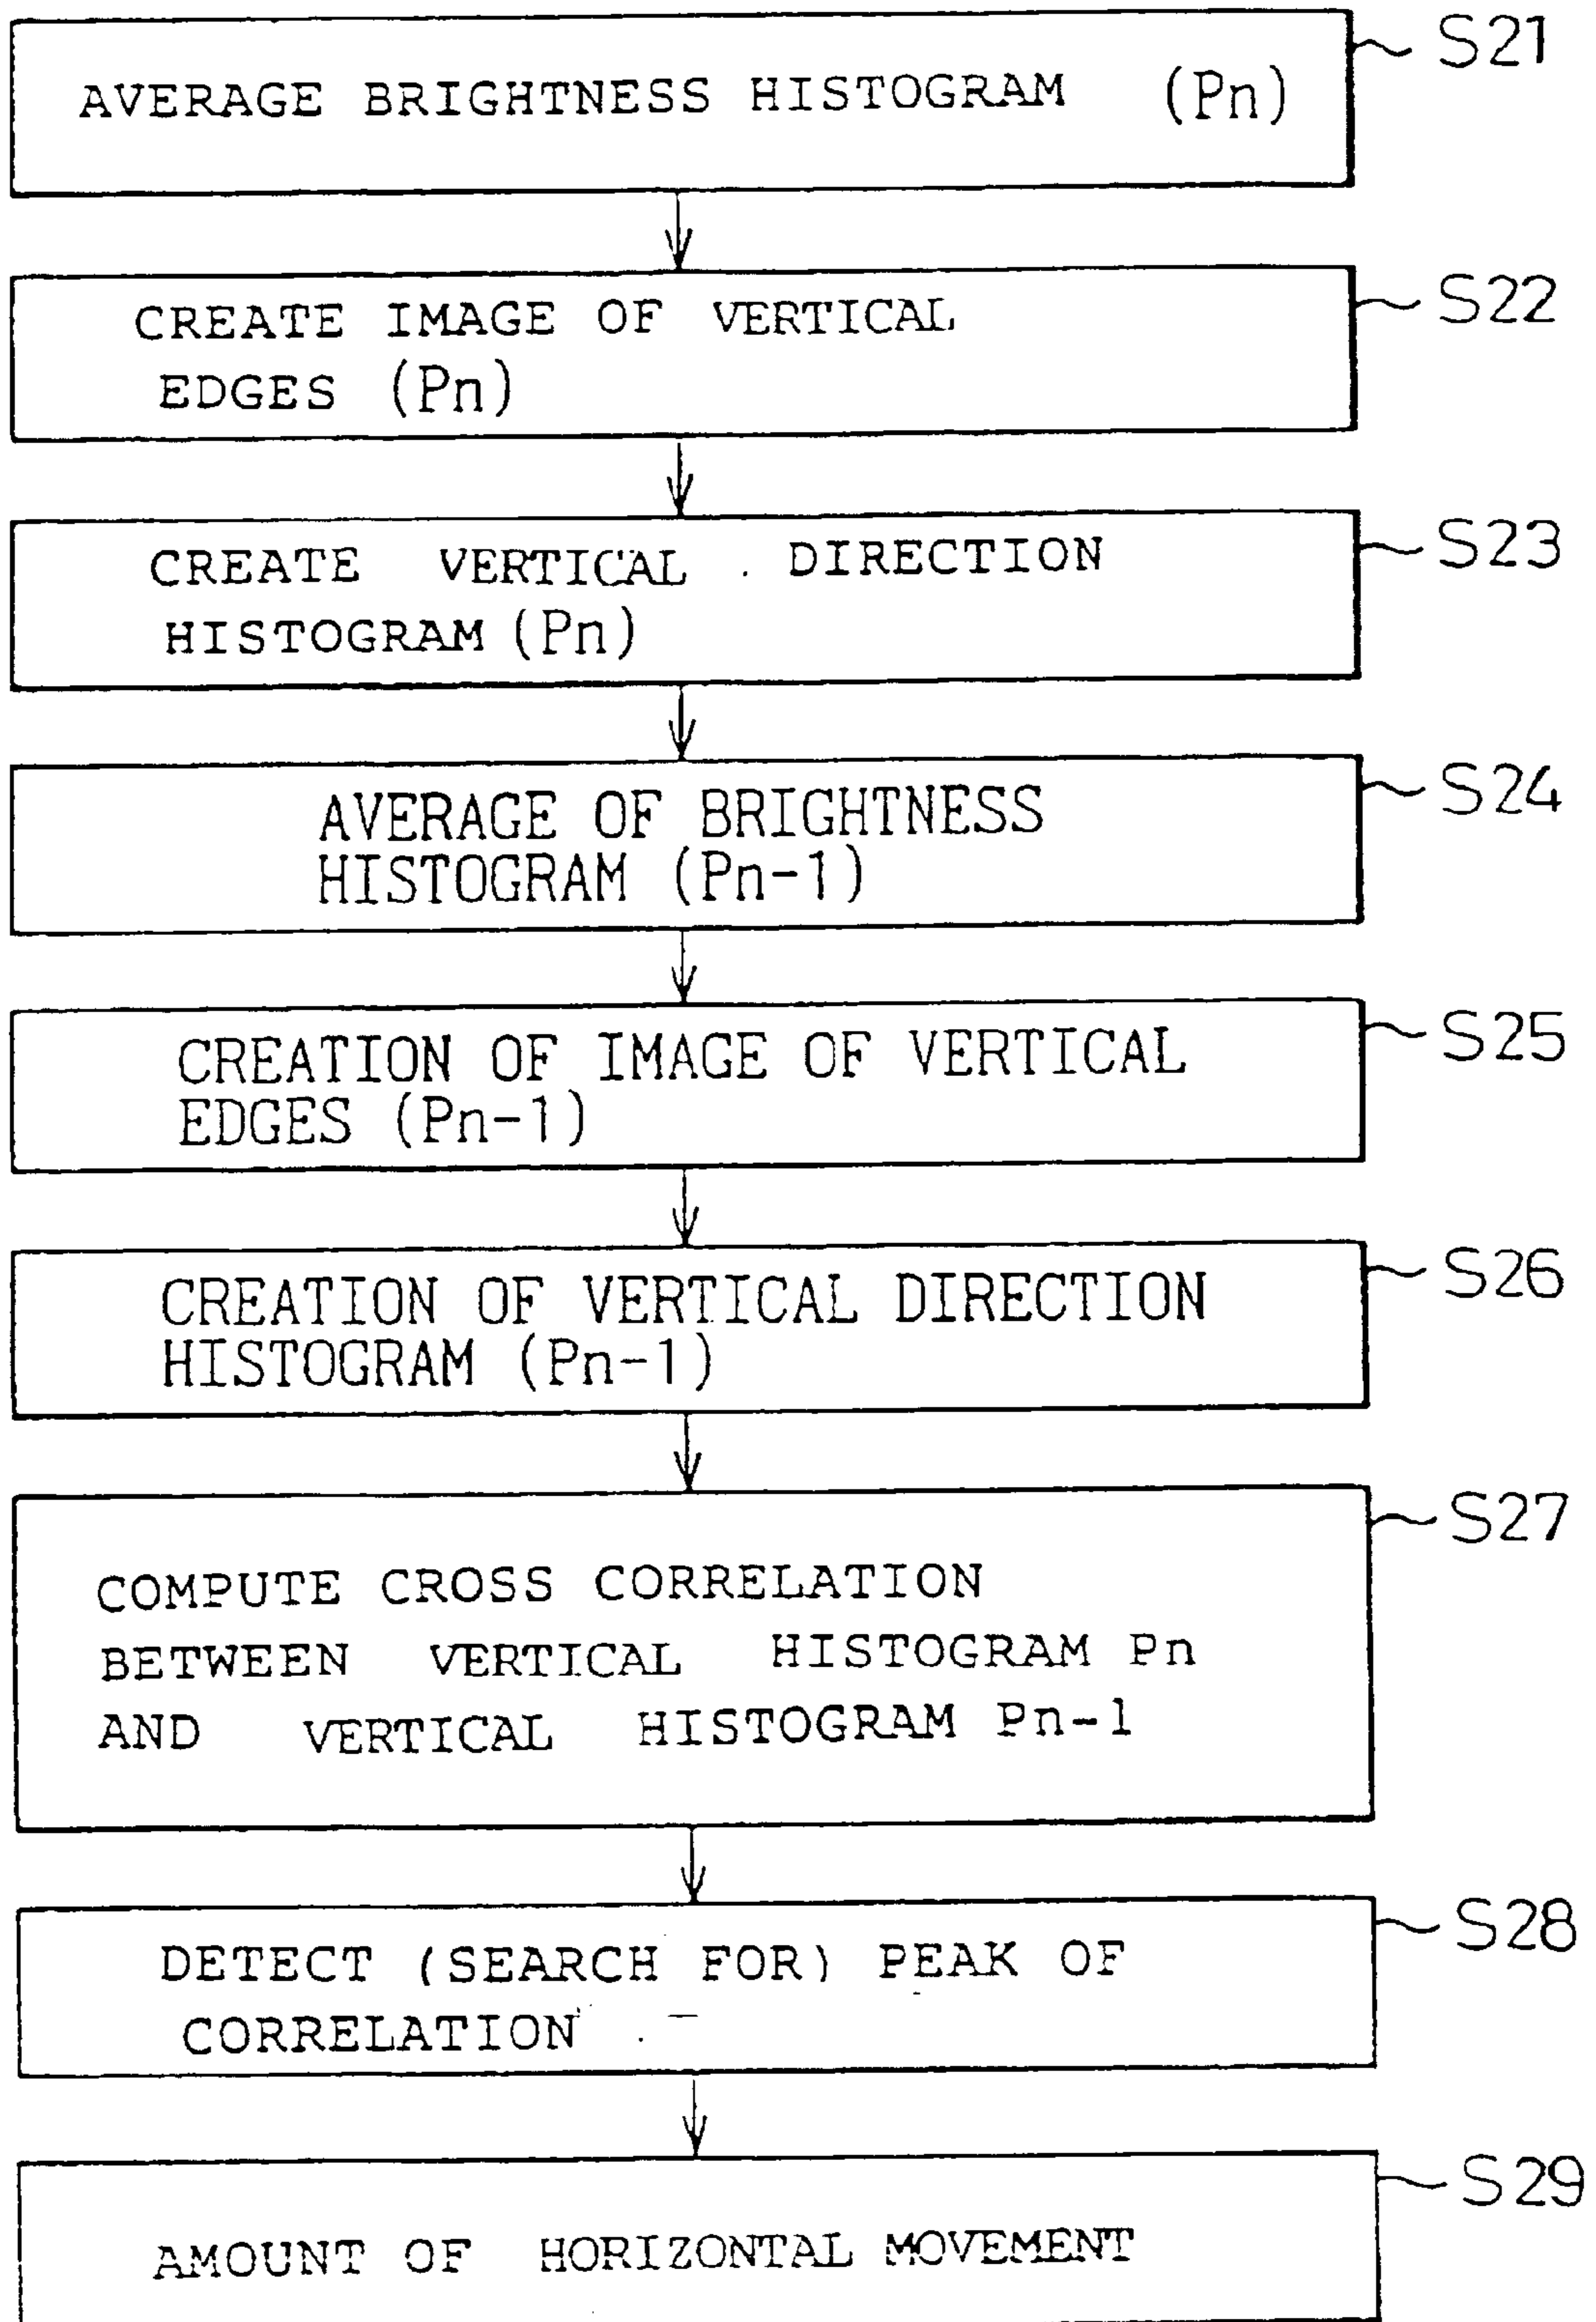 AVERAGE BRIGHTNESS HISTOGRAM (Pn) S21
CREATE IMAGE OF VERTICAL S22
EDGES (Pn)
CREATE VERTICAL DIRECTION S23
HISTOGRAM (Pn)
AVERAGE OF BRIGHTNESS S24
HISTOGRAM (Pn-1)
CREATION OF IMAGE OF VERTICAL S25
EDGES (Pn-1)
CREATION OF VERTICAL DIRECTION S26
HISTOGRAM (Pn-1)
S27
COMPUTE CROSS CORRELATION
BETWEEN VERTICAL HISTOGRAM Pn
AND VERTICAL HISTOGRAM Pn-1
DETECT (SEARCH FOR) PEAK OF S28
CORRELATION
S29
AMOUNT OF HORIZONTAL MOVEMENT